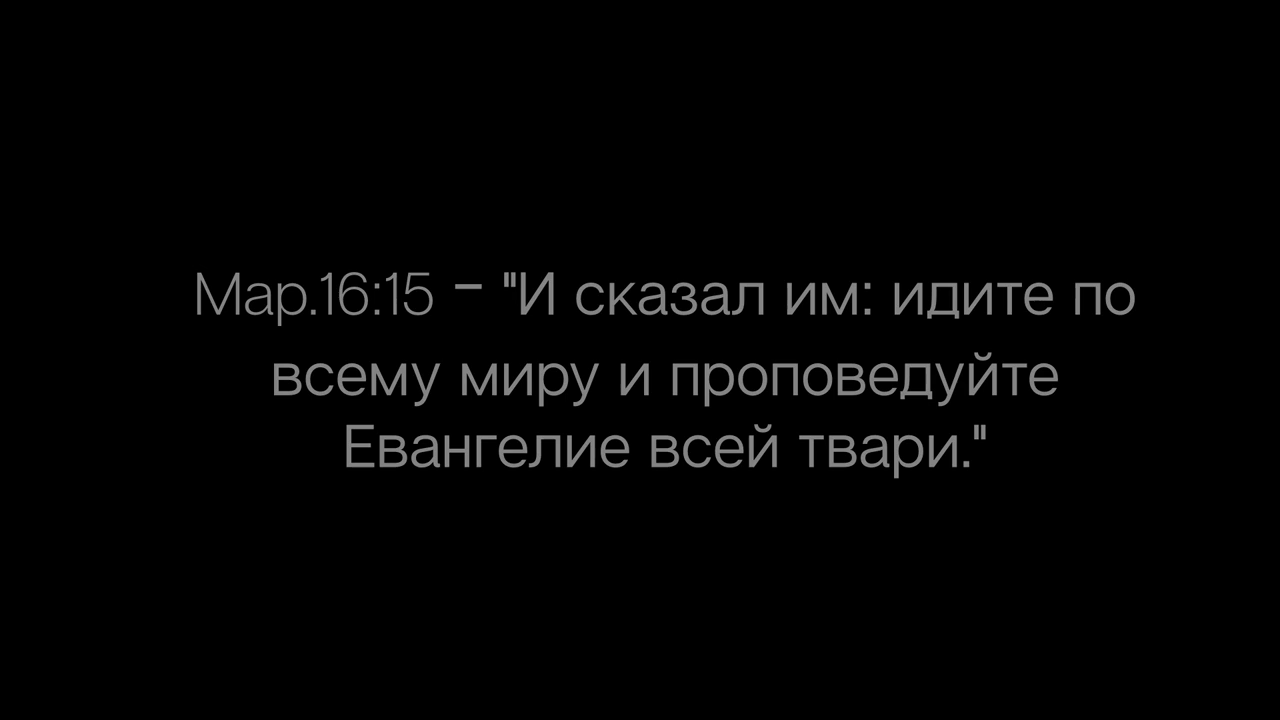 Мар.16:15 – "И сказал им: идите по
всему миру и проповедуйте
Евангелие всей твари."